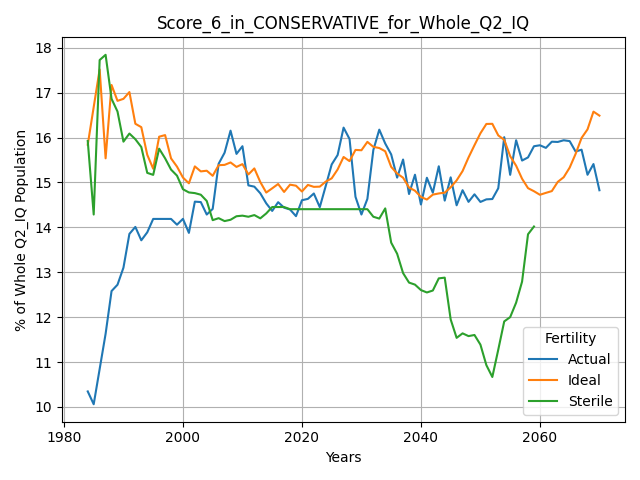 Score_6_in_CONSERVATIVE_for_Whole_Q2_IQ
% of Whole Q2_IQ Population
18
17
16
15
14
13
12
11
10
1980
2000
2020
2040
2060
Years
Fertility
Actual
Ideal
Sterile